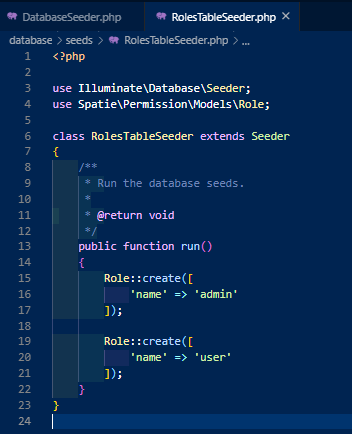 DatabaseSeeder.php RolesTableSeeder.php ×
database > seeds > RolesTableSeeder.php > ...
1 <?php
2
3 use Illuminate\Database\Seeder;
4 use Spatie\Permission\Models\Role;
5
6 class RolesTableSeeder extends Seeder
7 {
8     /**
9      * Run the database seeds.
10      *
11      * @return void
12      */
13     public function run()
14     {
15         Role::create([
16             'name' => 'admin'
17         ]);
18
19         Role::create([
20             'name' => 'user'
21         ]);
22     }
23 }
24